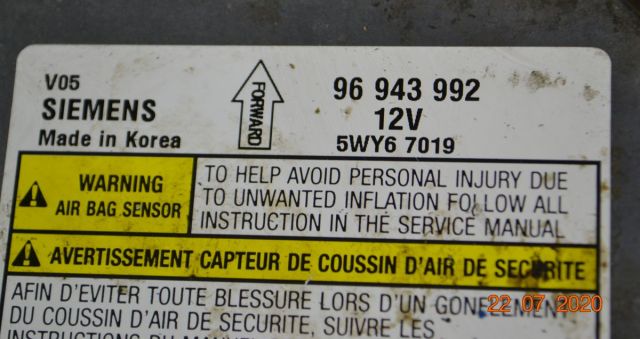 V05
SIEMENS
Made in Korea
FORWARD
96 943 992
12V
5WY6 7019
WARNING
AIR BAG SENSOR
TO HELP AVOID PERSONAL INJURY DUE
TO UNWANTED INFLATION FOLLOW ALL
INSTRUCTION IN THE SERVICE MANUAL
AVERTISSEMENT CAPTEUR DE COUSSIN D'AIR DE SECURITE
AFIN D'EVITER TOUTE BLESSURE LORS D'UN GONFLEMENT
DU COUSSIN D'AIR DE SECURITE, SUIVRE LES
INSTRUCTIONS DU
22 07 2020